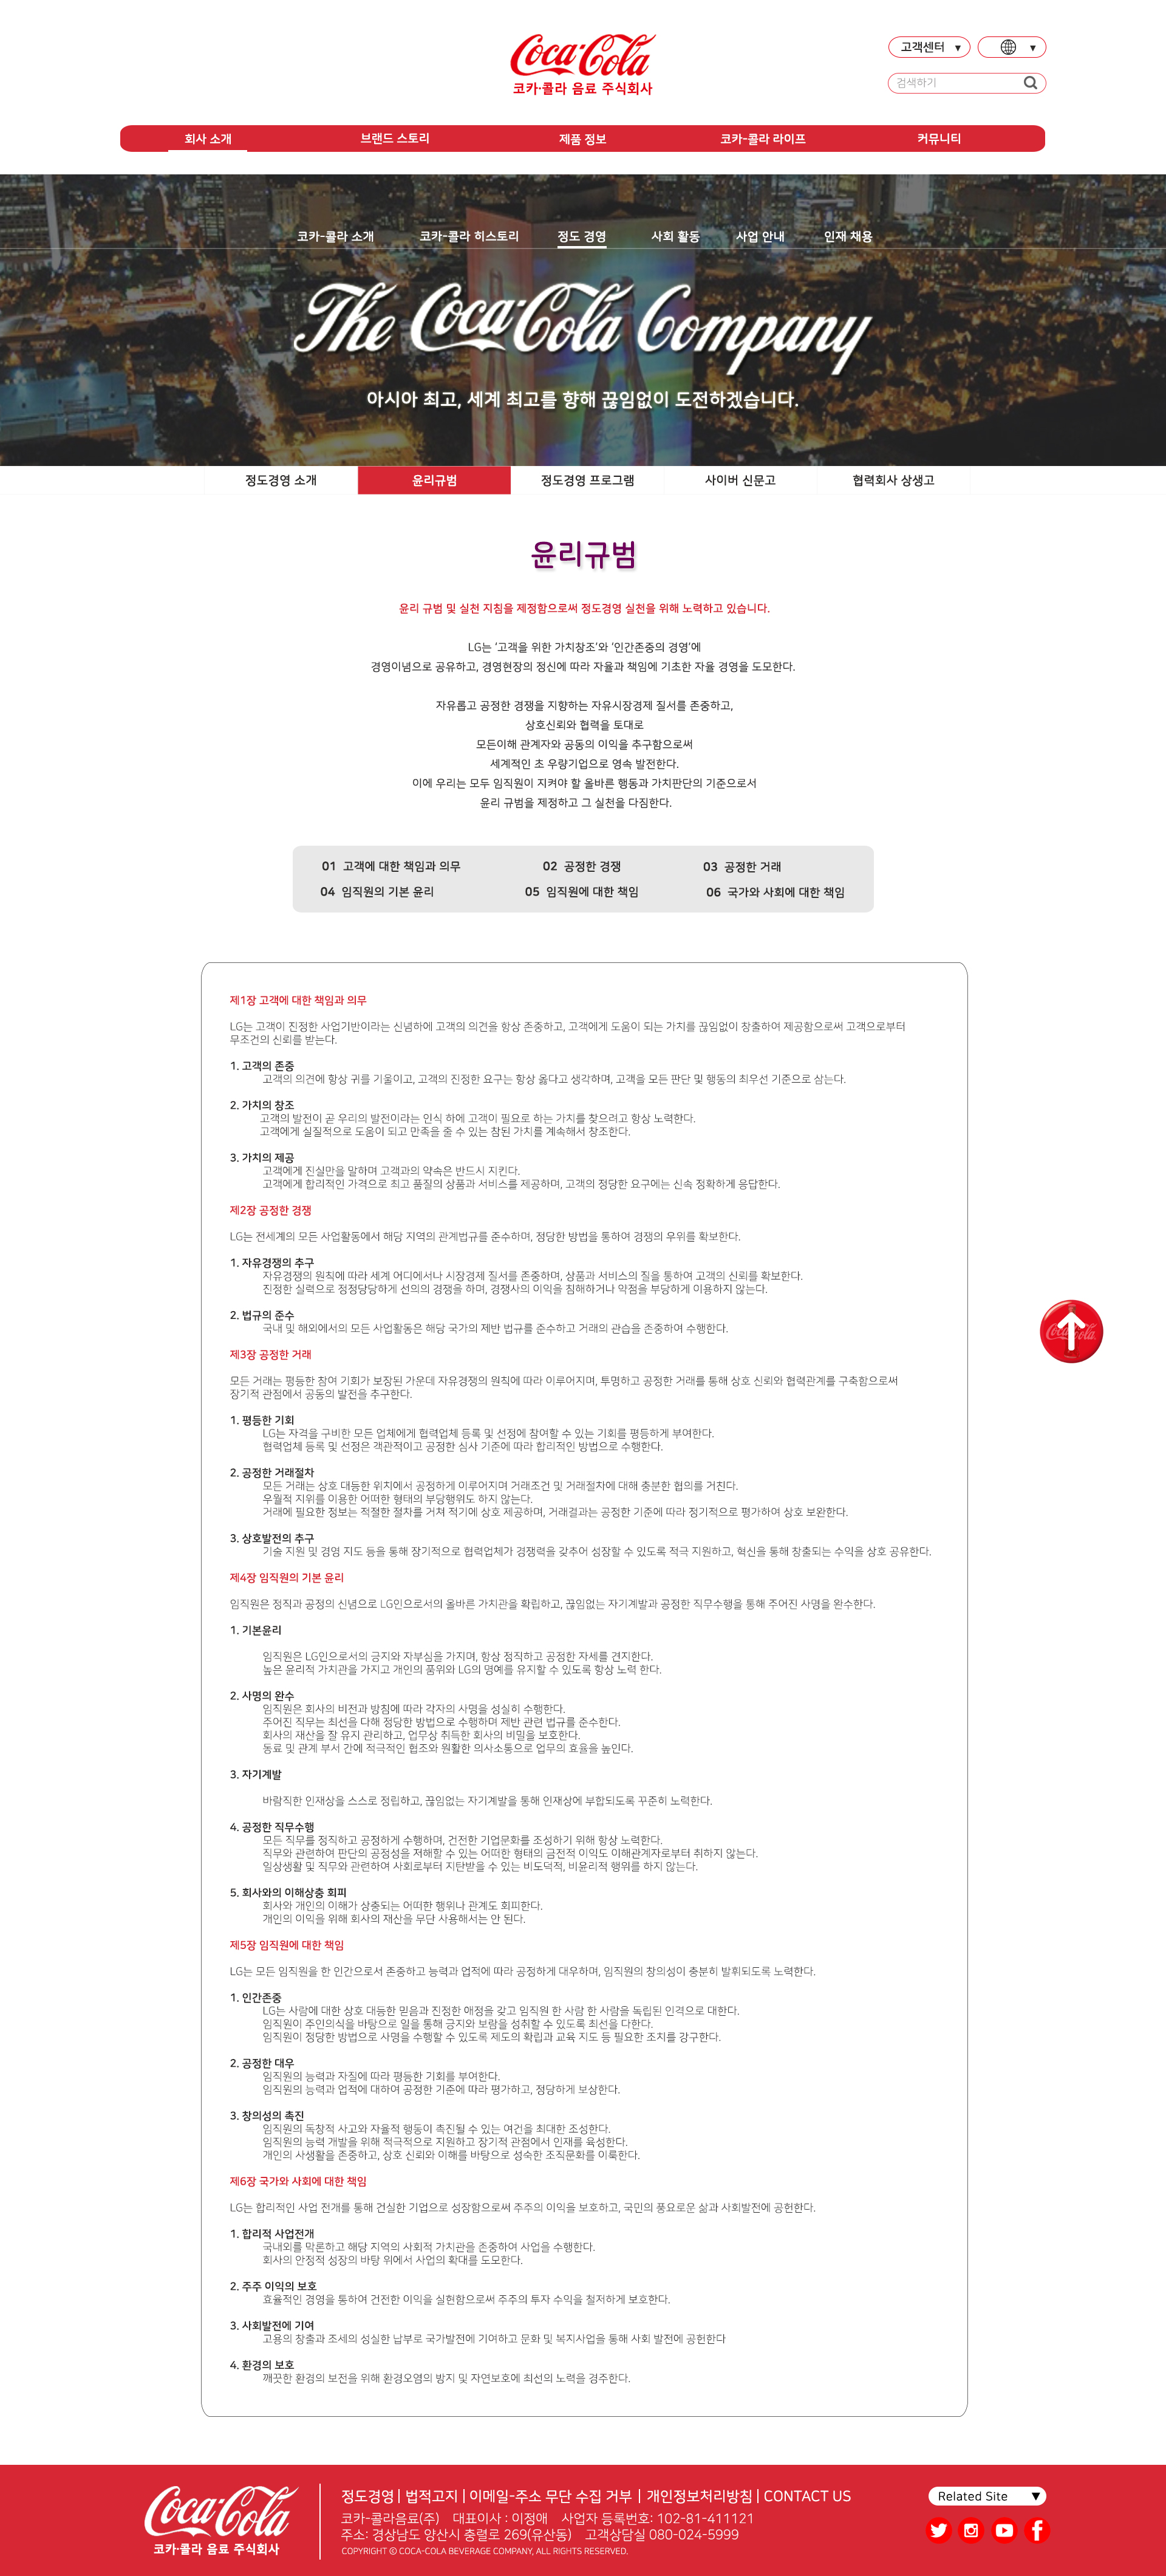 Coca-Cola
코카·콜라 음료 주식회사
고객센터 ▼
▼
검색하기
회사 소개
브랜드 스토리
제품 정보
코카-콜라 라이프
커뮤니티
코카-콜라 소개
코카-콜라 히스토리
정도 경영
사회 활동
사업 안내
인재 채용
The Coca-Cola Company
아시아 최고, 세계 최고를 향해 끊임없이 도전하겠습니다.
정도경영 소개
윤리규범
정도경영 프로그램
사이버 신문고
협력회사 상생고
윤리규범
윤리 규범 및 실천 지침을 제정함으로써 정도경영 실천을 위해 노력하고 있습니다.
LG는 ‘고객을 위한 가치창조’와 ‘인간존중의 경영’에
경영이념으로 공유하고, 경영현장의 정신에 따라 자율과 책임에 기초한 자율 경영을 도모한다.
자유롭고 공정한 경쟁을 지향하는 자유시장경제 질서를 존중하고,
상호신뢰와 협력을 토대로
모든이해 관계자와 공동의 이익을 추구함으로써
세계적인 초 우량기업으로 영속 발전한다.
이에 우리는 모두 임직원이 지켜야 할 올바른 행동과 가치판단의 기준으로서
윤리 규범을 제정하고 그 실천을 다짐한다.
01 고객에 대한 책임과 의무
02 공정한 경쟁
03 공정한 거래
04 임직원의 기본 윤리
05 임직원에 대한 책임
06 국가와 사회에 대한 책임
제1장 고객에 대한 책임과 의무
LG는 고객이 진정한 사업기반이라는 신념하에 고객의 의견을 항상 존중하고, 고객에게 도움이 되는 가치를 끊임없이 창출하여 제공함으로써 고객으로부터
무조건의 신뢰를 받는다.
1. 고객의 존중
고객의 의견에 항상 귀를 기울이고, 고객의 진정한 요구는 항상 옳다고 생각하며, 고객을 모든 판단 및 행동의 최우선 기준으로 삼는다.
2. 가치의 창조
고객의 발전이 곧 우리의 발전이라는 인식 하에 고객이 필요로 하는 가치를 찾으려고 항상 노력한다.
고객에게 실질적으로 도움이 되고 만족을 줄 수 있는 참된 가치를 계속해서 창조한다.
3. 가치의 제공
고객에게 진실만을 말하며 고객과의 약속은 반드시 지킨다.
고객에게 합리적인 가격으로 최고 품질의 상품과 서비스를 제공하며, 고객의 정당한 요구에는 신속 정확하게 응답한다.
제2장 공정한 경쟁
LG는 전세계의 모든 사업활동에서 해당 지역의 관계법규를 준수하며, 정당한 방법을 통하여 경쟁의 우위를 확보한다.
1. 자유경쟁의 추구
자유경쟁의 원칙에 따라 세계 어디에서나 시장경제 질서를 존중하며, 상품과 서비스의 질을 통하여 고객의 신뢰를 확보한다.
진정한 실력으로 정정당당하게 선의의 경쟁을 하며, 경쟁사의 이익을 침해하거나 약점을 부당하게 이용하지 않는다.
2. 법규의 준수
국내 및 해외에서의 모든 사업활동은 해당 국가의 제반 법규를 준수하고 거래의 관습을 존중하여 수행한다.
제3장 공정한 거래
모든 거래는 평등한 참여 기회가 보장된 가운데 자유경쟁의 원칙에 따라 이루어지며, 투명하고 공정한 거래를 통해 상호 신뢰와 협력관계를 구축함으로써
장기적 관점에서 공동의 발전을 추구한다.
1. 평등한 기회
LG는 자격을 구비한 모든 업체에게 협력업체 등록 및 선정에 참여할 수 있는 기회를 평등하게 부여한다.
협력업체 등록 및 선정은 객관적이고 공정한 심사 기준에 따라 합리적인 방법으로 수행한다.
2. 공정한 거래절차
모든 거래는 상호 대등한 위치에서 공정하게 이루어지며 거래조건 및 거래절차에 대해 충분한 협의를 거친다.
우월적 지위를 이용한 어떠한 형태의 부당행위도 하지 않는다.
거래에 필요한 정보는 적절한 절차를 거쳐 적기에 상호 제공하며, 거래결과는 공정한 기준에 따라 정기적으로 평가하여 상호 보완한다.
3. 상호발전의 추구
기술 지원 및 경영 지도 등을 통해 장기적으로 협력업체가 경쟁력을 갖추어 성장할 수 있도록 적극 지원하고, 혁신을 통해 창출되는 수익을 상호 공유한다.
제4장 임직원의 기본 윤리
임직원은 정직과 공정의 신념으로 LG인으로서의 올바른 가치관을 확립하고, 끊임없는 자기계발과 공정한 직무수행을 통해 주어진 사명을 완수한다.
1. 기본윤리
임직원은 LG인으로서의 긍지와 자부심을 가지며, 항상 정직하고 공정한 자세를 견지한다.
높은 윤리적 가치관을 가지고 개인의 품위와 LG의 명예를 유지할 수 있도록 항상 노력 한다.
2. 사명의 완수
임직원은 회사의 비전과 방침에 따라 각자의 사명을 성실히 수행한다.
주어진 직무는 최선을 다해 정당한 방법으로 수행하며 제반 관련 법규를 준수한다.
회사의 재산을 잘 유지 관리하고, 업무상 취득한 회사의 비밀을 보호한다.
동료 및 관계 부서 간에 적극적인 협조와 원활한 의사소통으로 업무의 효율을 높인다.
3. 자기계발
바람직한 인재상을 스스로 정립하고, 끊임없는 자기계발을 통해 인재상에 부합되도록 꾸준히 노력한다.
4. 공정한 직무수행
모든 직무를 정직하고 공정하게 수행하며, 건전한 기업문화를 조성하기 위해 항상 노력한다.
직무와 관련하여 판단의 공정성을 저해할 수 있는 어떠한 형태의 금전적 이익도 이해관계자로부터 취하지 않는다.
일상생활 및 직무와 관련하여 사회로부터 지탄받을 수 있는 비도덕적, 비윤리적 행위를 하지 않는다.
5. 회사와의 이해상충 회피
회사와 개인의 이해가 상충되는 어떠한 행위나 관계도 회피한다.
개인의 이익을 위해 회사의 재산을 무단 사용해서는 안 된다.
제5장 임직원에 대한 책임
LG는 모든 임직원을 한 인간으로서 존중하고 능력과 업적에 따라 공정하게 대우하며, 임직원의 창의성이 충분히 발휘되도록 노력한다.
1. 인간존중
LG는 사람에 대한 상호 대등한 믿음과 진정한 애정을 갖고 임직원 한 사람 한 사람을 독립된 인격으로 대한다.
임직원이 주인의식을 바탕으로 일을 통해 긍지와 보람을 성취할 수 있도록 최선을 다한다.
임직원이 정당한 방법으로 사명을 수행할 수 있도록 제도의 확립과 교육 지도 등 필요한 조치를 강구한다.
2. 공정한 대우
임직원의 능력과 자질에 따라 평등한 기회를 부여한다.
임직원의 능력과 업적에 대하여 공정한 기준에 따라 평가하고, 정당하게 보상한다.
3. 창의성의 촉진
임직원의 독창적 사고와 자율적 행동이 촉진될 수 있는 여건을 최대한 조성한다.
임직원의 능력 개발을 위해 적극적으로 지원하고 장기적 관점에서 인재를 육성한다.
개인의 사생활을 존중하고, 상호 신뢰와 이해를 바탕으로 성숙한 조직문화를 이룩한다.
제6장 국가와 사회에 대한 책임
LG는 합리적인 사업 전개를 통해 건실한 기업으로 성장함으로써 주주의 이익을 보호하고, 국민의 풍요로운 삶과 사회발전에 공헌한다.
1. 합리적 사업전개
국내외를 막론하고 해당 지역의 사회적 가치관을 존중하여 사업을 수행한다.
회사의 안정적 성장의 바탕 위에서 사업의 확대를 도모한다.
2. 주주 이익의 보호
효율적인 경영을 통하여 건전한 이익을 실현함으로써 주주의 투자 수익을 철저하게 보호한다.
3. 사회발전에 기여
고용의 창출과 조세의 성실한 납부로 국가발전에 기여하고 문화 및 복지사업을 통해 사회 발전에 공헌한다
4. 환경의 보호
깨끗한 환경의 보전을 위해 환경오염의 방지 및 자연보호에 최선의 노력을 경주한다.
Coca-Cola
코카·콜라 음료 주식회사
정도경영 | 법적고지 | 이메일-주소 무단 수집 거부 | 개인정보처리방침 | CONTACT US
코카-콜라음료(주) 대표이사 : 이정애 사업자 등록번호: 102-81-411121
주소: 경상남도 양산시 충렬로 269(유산동) 고객상담실 080-024-5999
COPYRIGHT © COCA-COLA BEVERAGE COMPANY, ALL RIGHTS RESERVED.
Related Site ▼